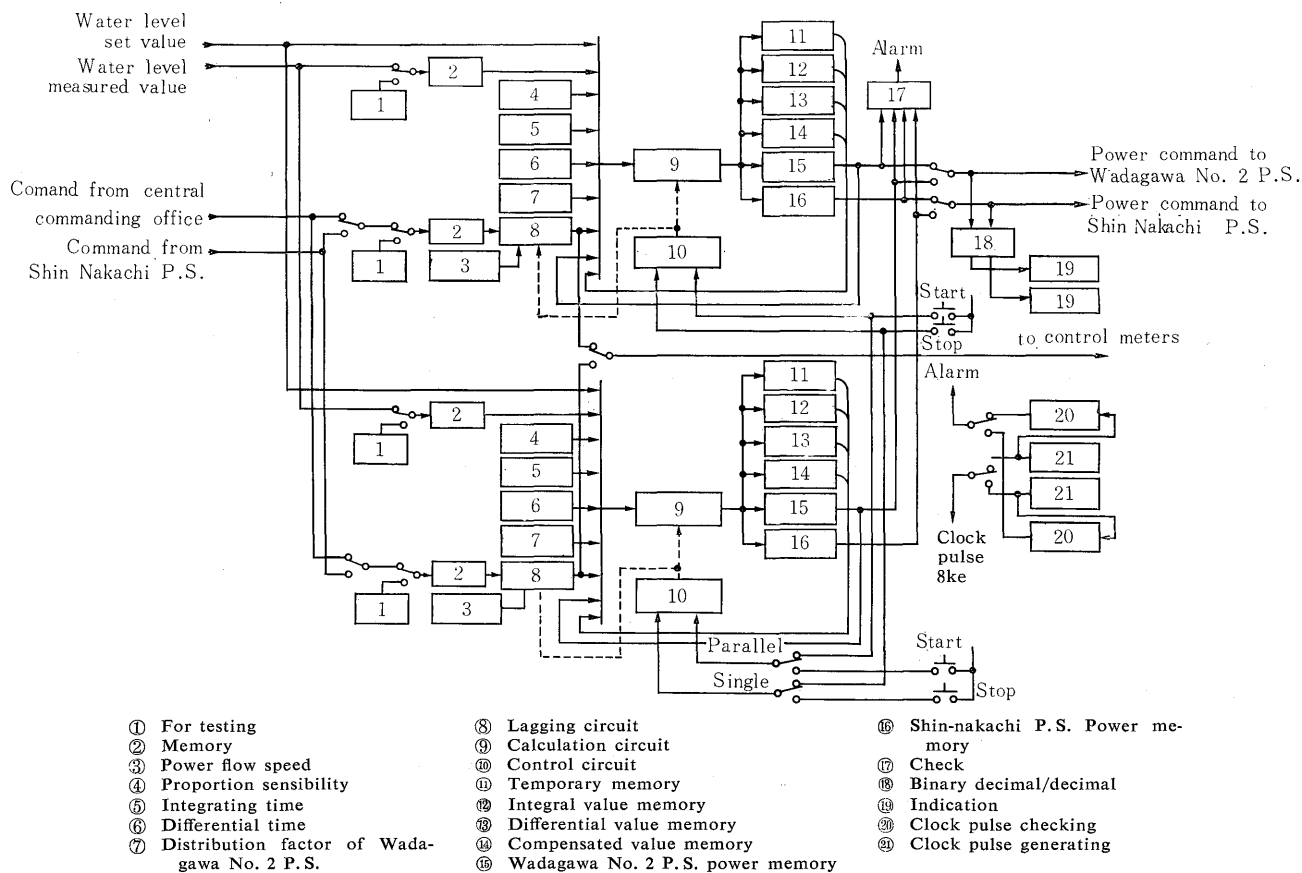 Water level
set value
Water level
measured value
Comand from central
commanding office
Command from
Shin Nakachi P.S.
1
2
4
5
6
7
1
2
8
3
9
10
11
12
13
14
15
16
Alarm
17
Power command to
Wadagawa No. 2 P.S.
Power command to
Shin Nakachi P.S.
18
19
19
Start
Stop
to control meters
1
2
4
5
6
7
1
2
8
3
9
10
11
12
13
14
15
16
Alarm
20
21
21
20
Clock
pulse
8kc
Parallel
Single
Start
Stop
① For testing
② Memory
③ Power flow speed
④ Proportion sensibility
⑤ Integrating time
⑥ Differential time
⑦ Distribution factor of Wada-
gawa No. 2 P.S.
⑧ Lagging circuit
⑨ Calculation circuit
⑩ Control circuit
⑪ Temporary memory
⑫ Integral value memory
⑬ Differential value memory
⑭ Compensated value memory
⑮ Wadagawa No. 2 P.S. power memory
⑯ Shin-nakachi P.S. Power me-
mory
⑰ Check
⑱ Binary decimal/decimal
⑲ Indication
⑳ Clock pulse checking
㉑ Clock pulse generating